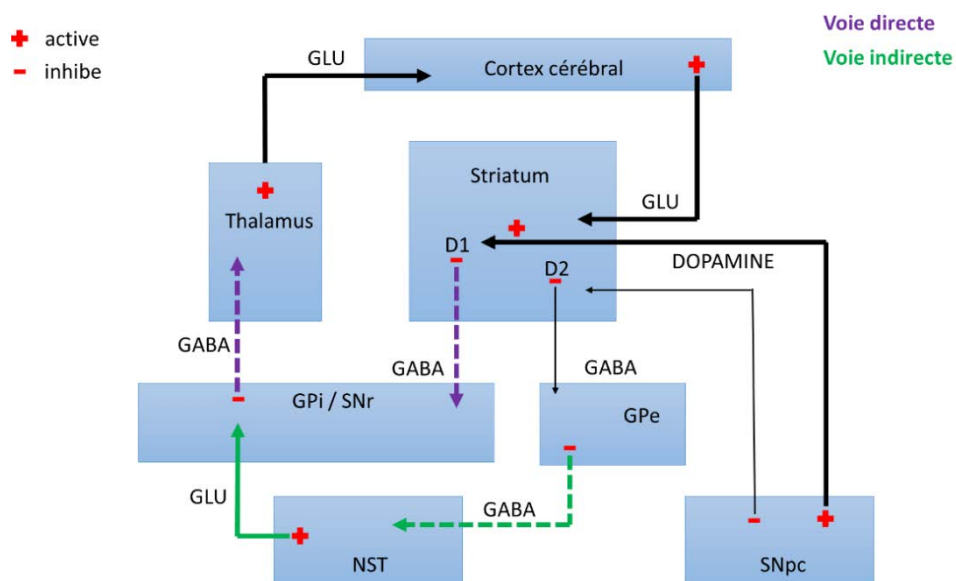 active
inhibe
Voie directe
Voie indirecte
GLU
Cortex cérébral
Striatum
Thalamus
GLU
D1
D2
DOPAMINE
GABA
GABA
GABA
GPi / SNr
GPe
GLU
GABA
NST
SNpc